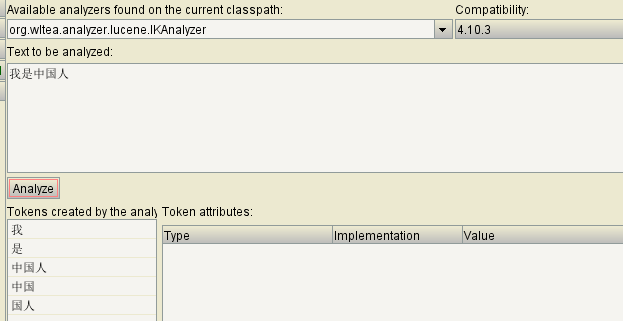 Available analyzers found on the current classpath: Compatibility:
org.wltea.analyzer.lucene.IKAnalyzer 4.10.3
Text to be analyzed:
我是中国人
Analyze
Tokens created by the analy Token attributes:
我
Type Implementation Value
是
中国人
中国
国人